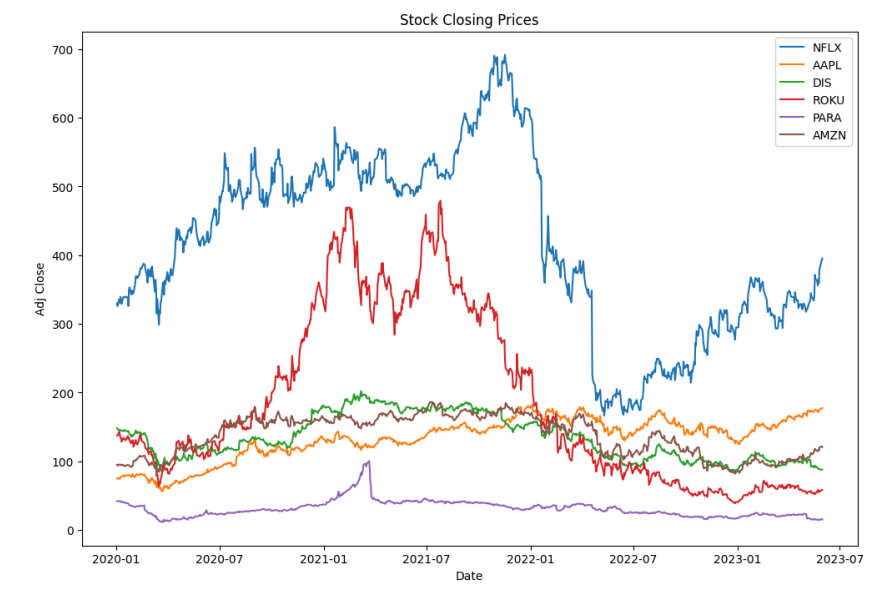 Stock Closing Prices
NFLX
AAPL
DIS
ROKU
PARA
AMZN
Adj Close
700
600
500
400
300
200
100
0
2020-01 2020-07 2021-01 2021-07 2022-01 2022-07 2023-01 2023-07
Date